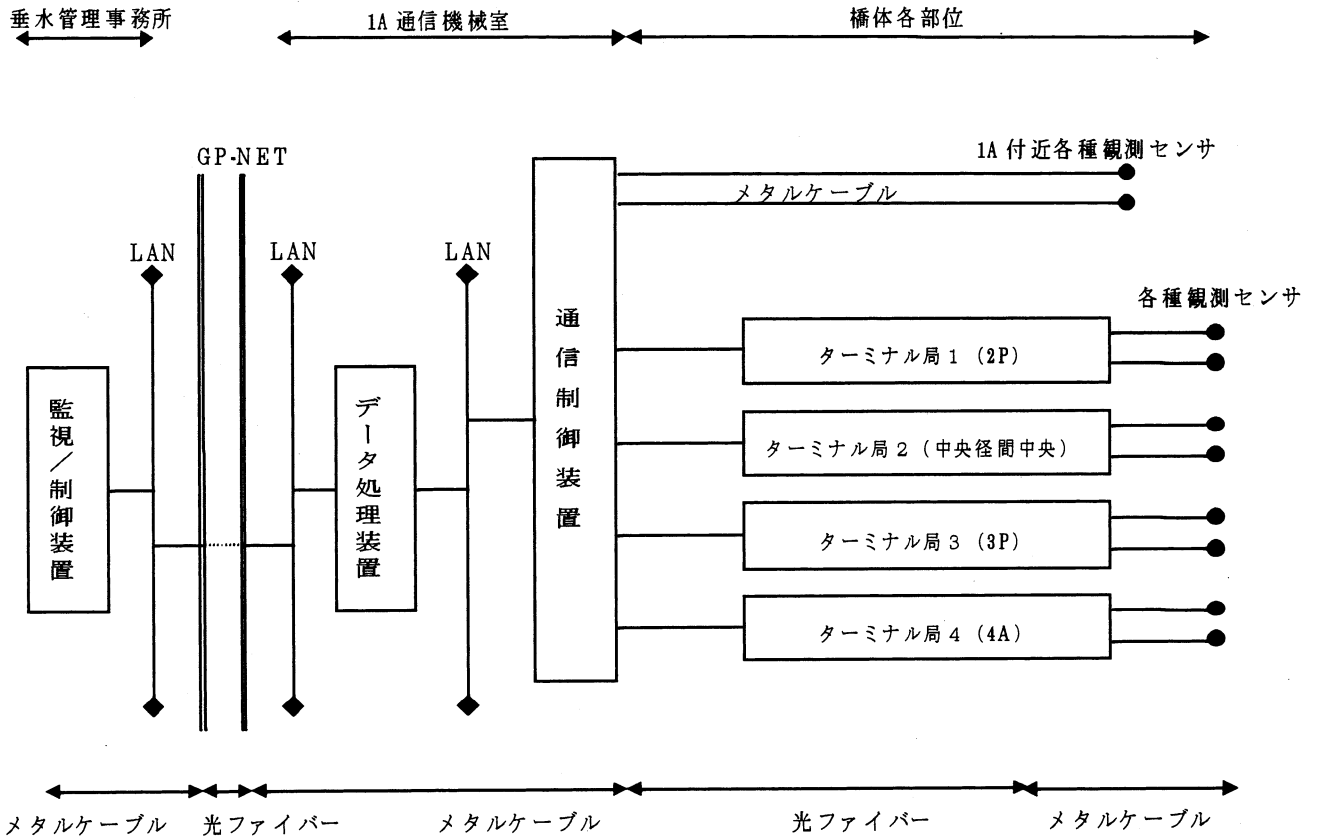 垂水管理事務所
1A 通信機械室
橋体各部位
GP-NET
1A 付近各種観測センサ
メタルケーブル
LAN
LAN
LAN
各種観測センサ
監視／制御装置
データ処理装置
通信制御装置
ターミナル局1 (2P)
ターミナル局2 (中央径間中央)
ターミナル局3 (3P)
ターミナル局4 (4A)
メタルケーブル
光ファイバー
メタルケーブル
光ファイバー
メタルケーブル